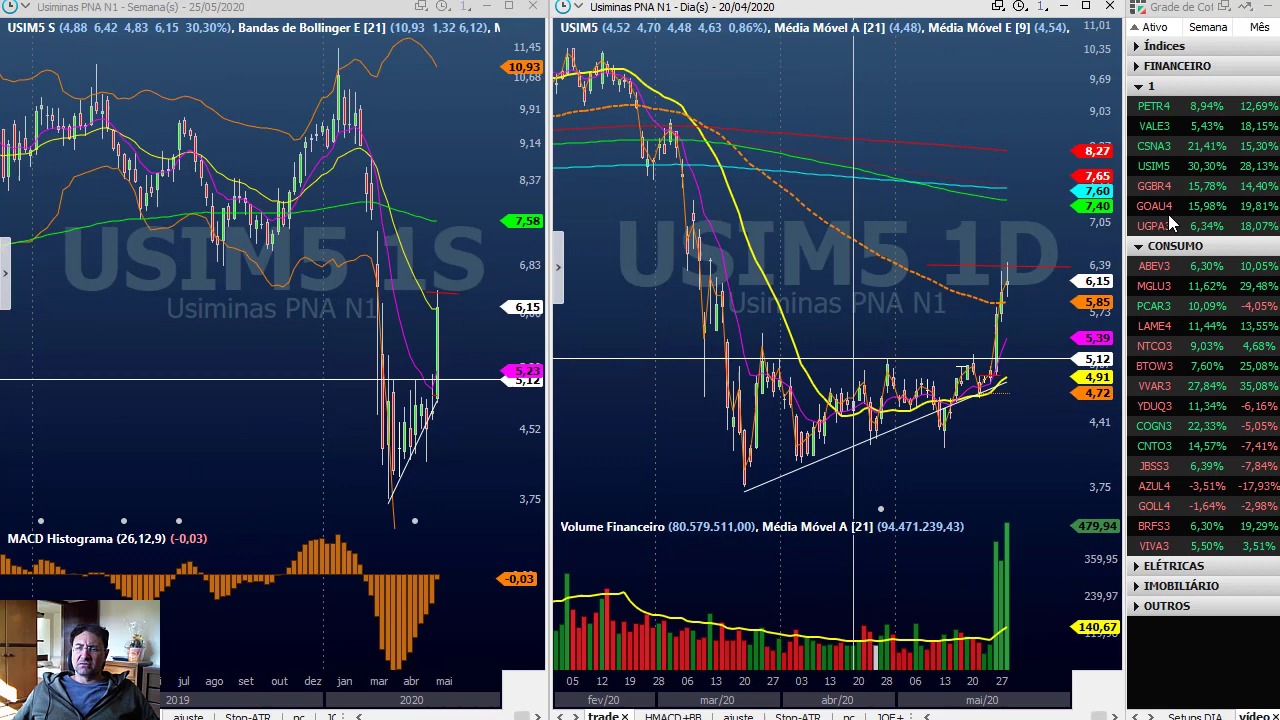 Usiminas PNA N1 - Semana(s) - 25/05/2020
USIM5 S (4,88 6,42 4,83 6,15 30,30%), Bandas de Bollinger E [21] (10,93 1,32 6,12), M
11,45
10,93
10,68
9,91
9,14
8,37
7,58
6,83
6,15
5,23
5,12
4,52
3,75
USIM5 1S
Usiminas PNA N1
MACD Histograma (26,12,9) (-0,03)
-0,03
jul ago set out dez jan mar abr mai
2019 2020
ajuste Stop-ATR pc
Usiminas PNA N1 - Dia(s) - 20/04/2020
USIM5 (4,52 4,70 4,48 4,63 0,86%), Média Móvel A [21] (4,48), Média Móvel E [9] (4,54),
11,01
10,35
9,69
9,03
8,27
7,65
7,60
7,40
7,05
6,39
6,15
5,85
5,73
5,39
5,12
4,91
4,72
4,41
3,75
USIM5 1D
Usiminas PNA N1
Volume Financeiro (80.579.511,00), Média Móvel A [21] (94.471.239,43)
479,94
359,95
239,97
140,67
05 12 19 28 06 13 20 27 03 13 20 28 06 13 20 27
fev/20 mar/20 abr/20 mai/20
trade HMACD+BB ajuste Stop-ATR pc JOE+
Grade de Cot
Ativo Semana Mês
Índices
FINANCEIRO
1
PETR4 8,94% 12,69%
VALE3 5,43% 18,15%
CSNA3 21,41% 15,30%
USIM5 30,30% 28,13%
GGBR4 15,78% 14,40%
GOAU4 15,98% 19,81%
UGPA3 6,34% 18,07%
CONSUMO
ABEV3 6,30% 10,05%
MGLU3 11,62% 29,48%
PCAR3 10,09% -4,05%
LAME4 11,44% 13,55%
NTCO3 9,03% 4,68%
BTOW3 7,60% 25,08%
VVAR3 27,84% 35,08%
YDUQ3 11,34% -6,16%
COGN3 22,33% -5,05%
CNTO3 14,57% -7,41%
JBSS3 6,39% -7,84%
AZUL4 -3,51% -17,93%
GOLL4 -1,64% -2,98%
BRFS3 6,30% 19,29%
VIVA3 5,50% 3,51%
ELÉTRICAS
IMOBILIÁRIO
OUTROS
Setups DIA vídeo